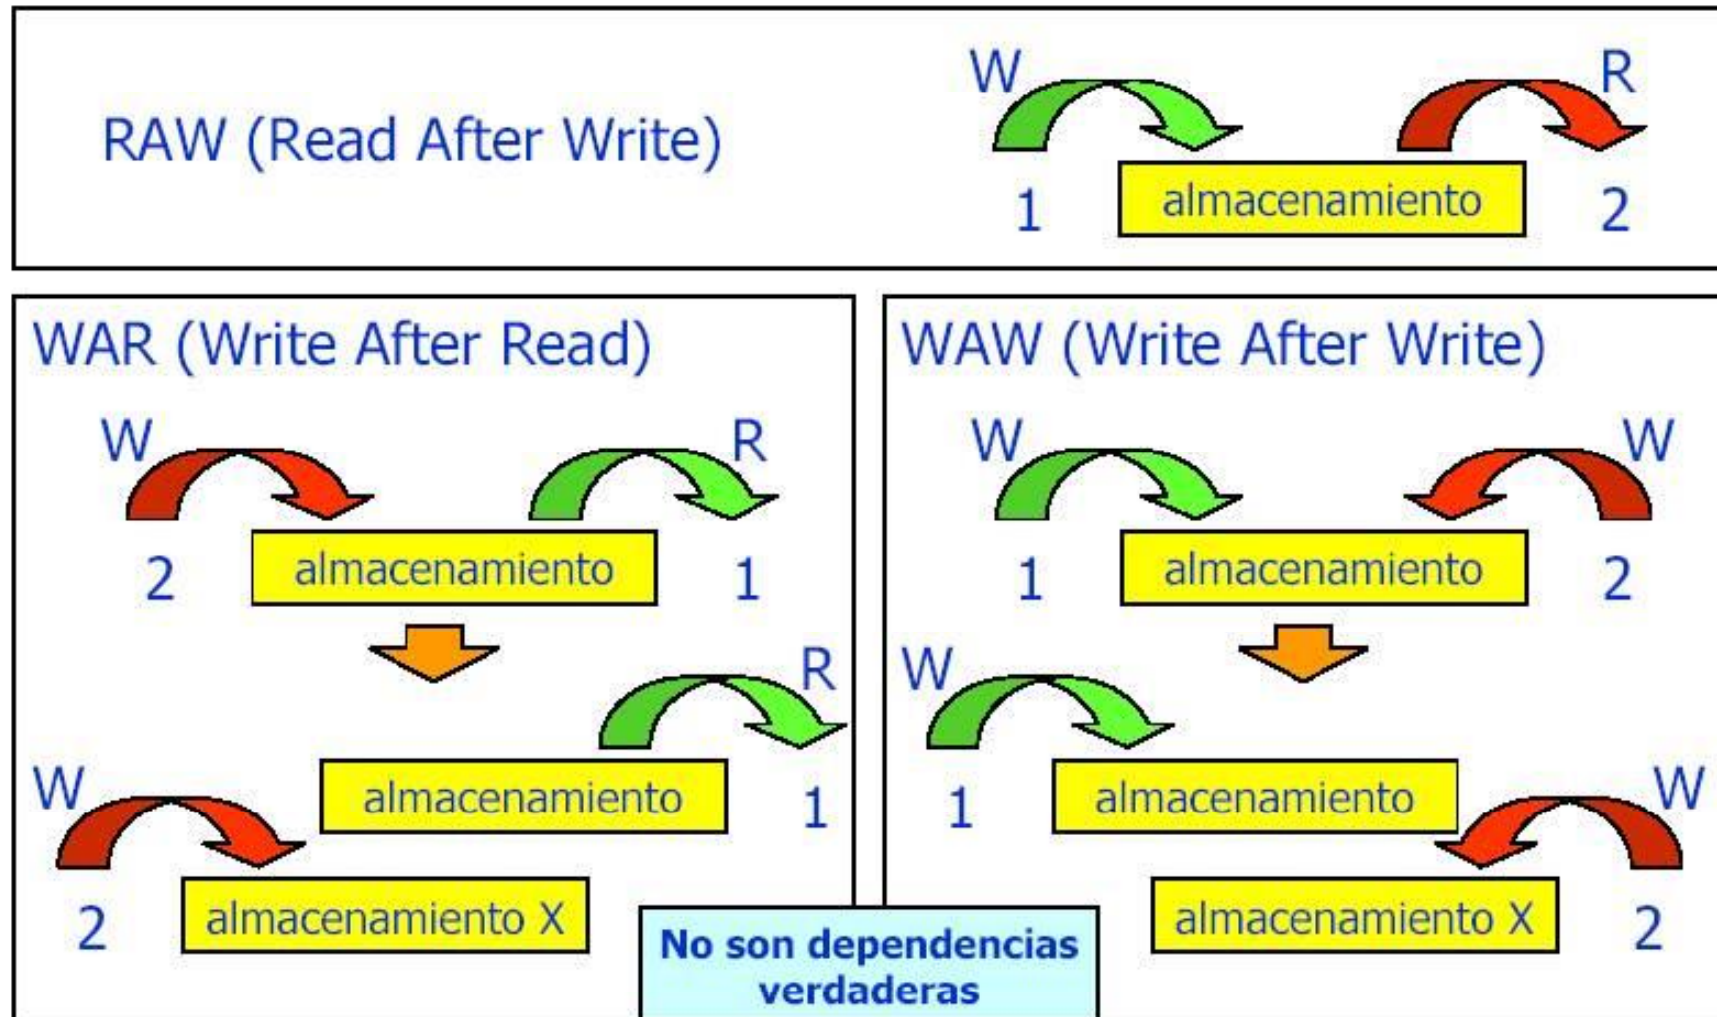 W
R
RAW (Read After Write)
1
almacenamiento
2
WAR (Write After Read)
W
R
2
almacenamiento
1
R
W
almacenamiento
1
2
almacenamiento X
WAW (Write After Write)
W
W
1
almacenamiento
2
W
W
1
almacenamiento
almacenamiento X
2
No son dependencias
verdaderas